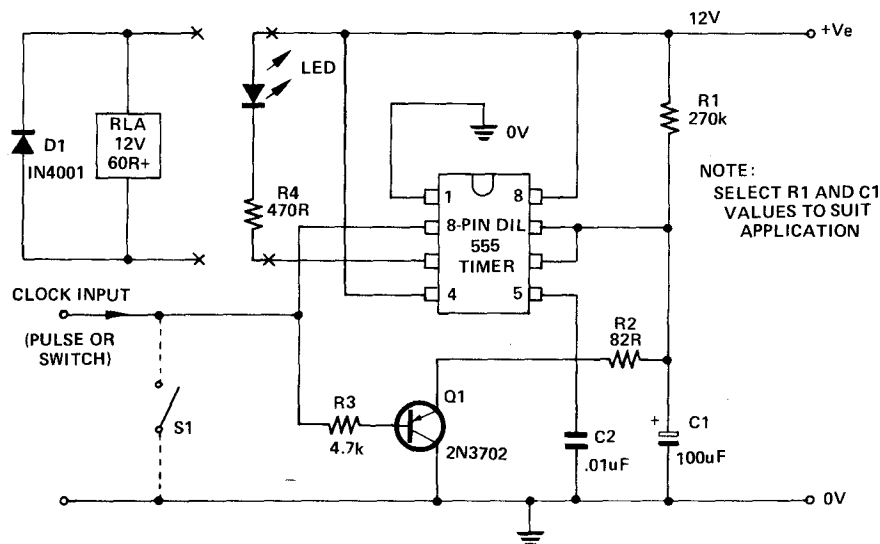 12V
+Ve
LED
R1
270k
D1
IN4001
RLA
12V
60R+
0V
R4
470R
1
8
8-PIN DIL
555
TIMER
4
5
NOTE:
SELECT R1 AND C1
VALUES TO SUIT
APPLICATION
CLOCK INPUT
(PULSE OR
SWITCH)
S1
R2
82R
R3
4.7k
Q1
2N3702
C2
.01uF
+
C1
100uF
0V